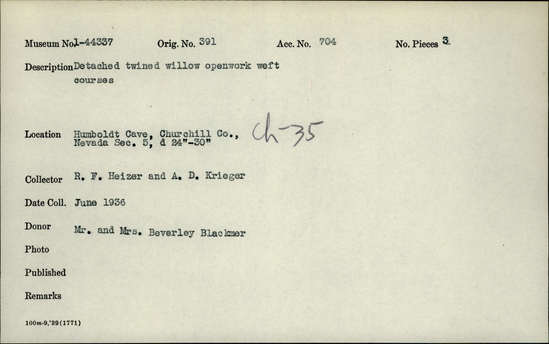 Museum No. 1-44337 Orig. No. 391 Acc. No. 704 No. Pieces 3
Description Detached twined willow openwork weft
courses
Location Humboldt Cave, Churchill Co.,
Nevada Sec. 5, d 24"-30" Ch-35
Collector R. F. Heizer and A. D. Krieger
Date Coll. June 1936
Donor Mr. and Mrs. Beverley Blackmer
Photo
Published
Remarks
100m-9,'29(1771)